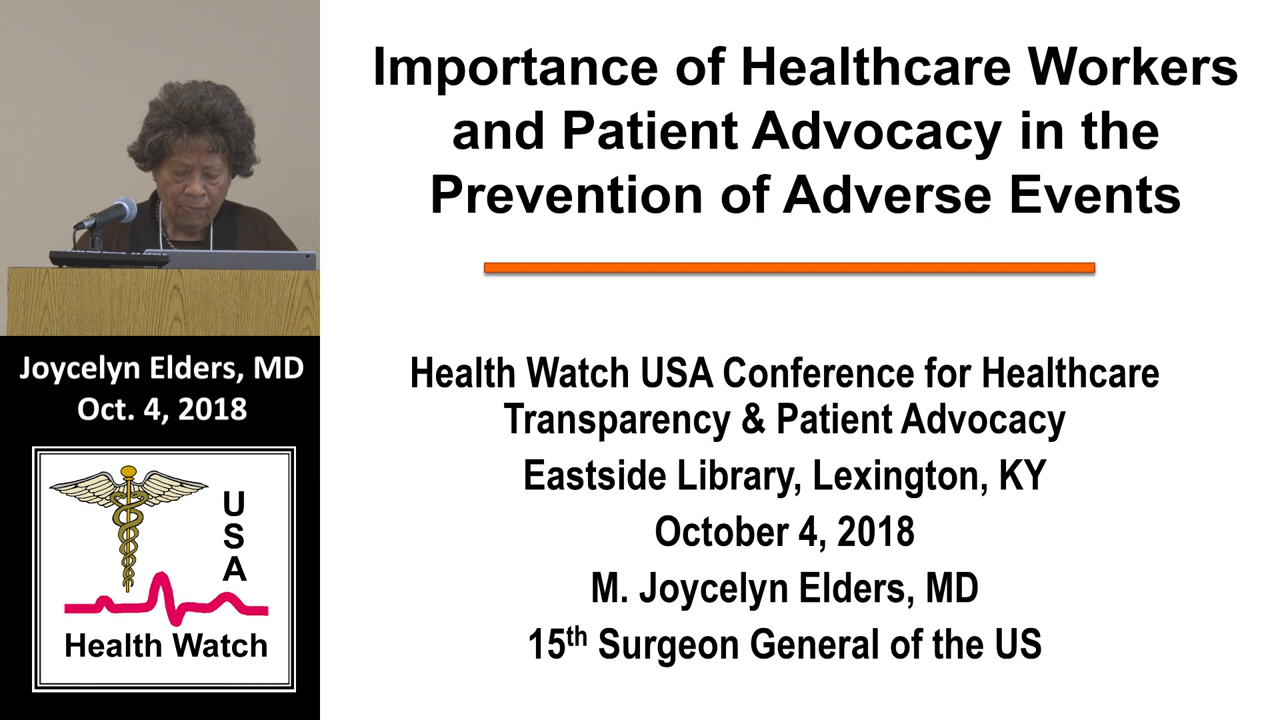 Importance of Healthcare Workers
and Patient Advocacy in the
Prevention of Adverse Events
Health Watch USA Conference for Healthcare
Transparency & Patient Advocacy
Eastside Library, Lexington, KY
October 4, 2018
M. Joycelyn Elders, MD
15th Surgeon General of the US
Joycelyn Elders, MD
Oct. 4, 2018
U
S
A
Health Watch